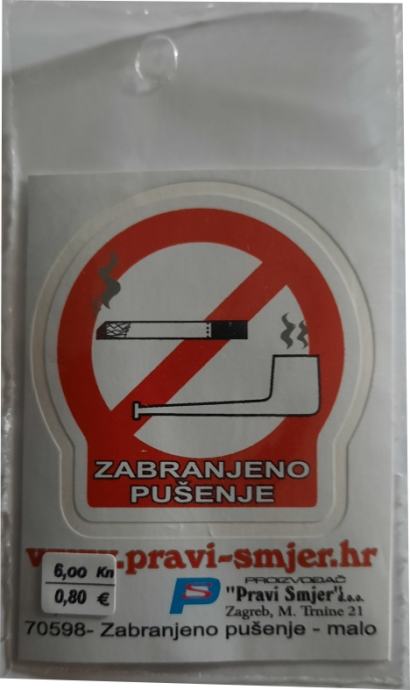 ZABRANJENO
PUŠENJE
www.pravi-smjer.hr
6,00 Kn
0,80 €
PS
PROIZVOĐAČ
"Pravi Smjer" d.o.o.
Zagreb, M. Trnine 21
70598- Zabranjeno pušenje - malo